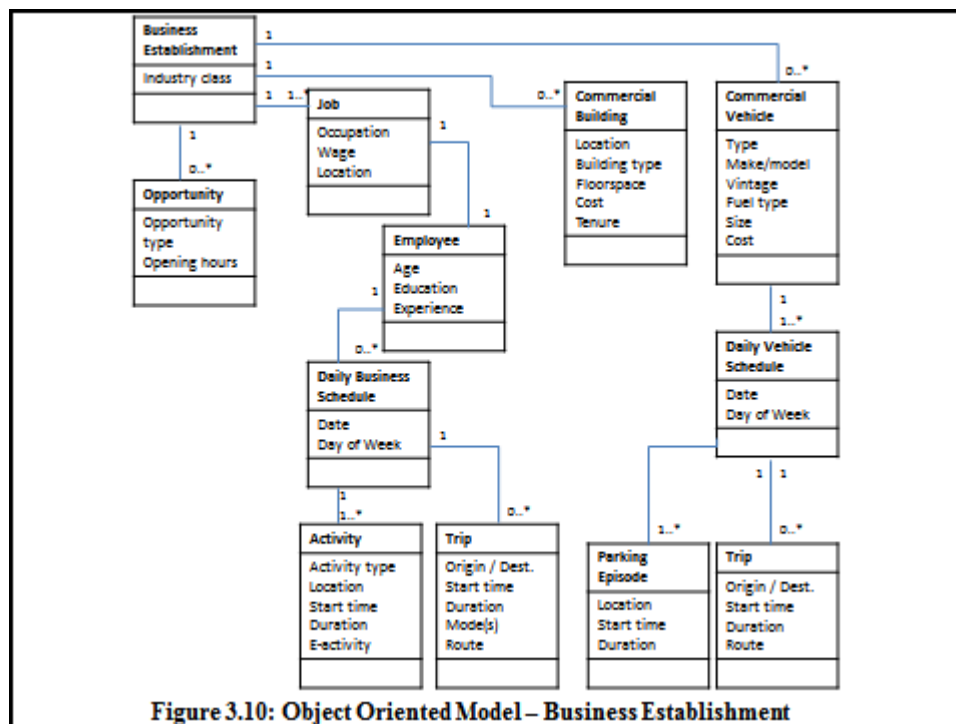 Business
Establishment
Industry class
1
1
1
1..*
1
0..*
0..*
0..*
Job
Occupation
Wage
Location
1
1
Commercial
Building
Location
Building type
Floorspace
Cost
Tenure
Commercial
Vehicle
Type
Make/model
Vintage
Fuel type
Size
Cost
Opportunity
Opportunity
type
Opening hours
Employee
Age
Education
Experience
1
0..*
1
1..*
Daily Business
Schedule
Date
Day of Week
1
1
1..*
0..*
Daily Vehicle
Schedule
Date
Day of Week
1
1
1..*
0..*
Activity
Activity type
Location
Start time
Duration
E-activity
Trip
Origin / Dest.
Start time
Duration
Mode(s)
Route
Parking
Episode
Location
Start time
Duration
Trip
Origin / Dest.
Start time
Duration
Route
Figure 3.10: Object Oriented Model – Business Establishment